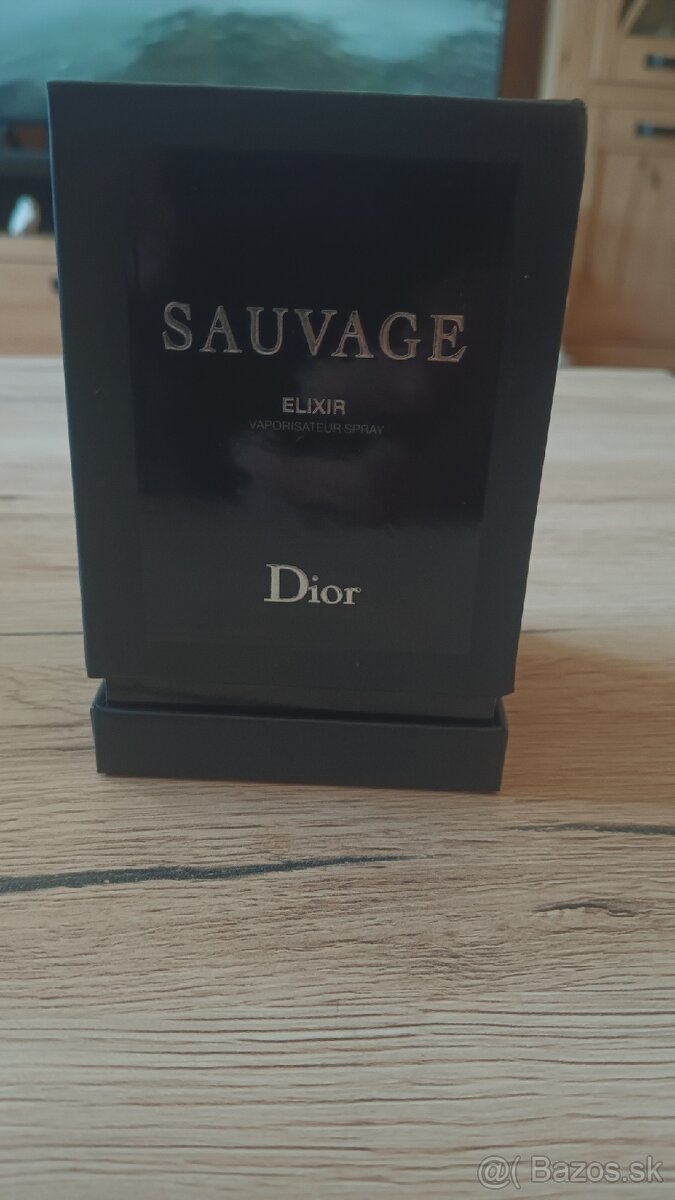 SAUVAGE
ELIXIR
VAPORISATEUR SPRAY
Dior
@( Bazos.sk